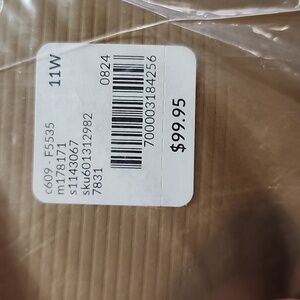 c609 - F5535
m178171
s1143067
sku601312982
7831
11W
0824
700003184256
$99.95